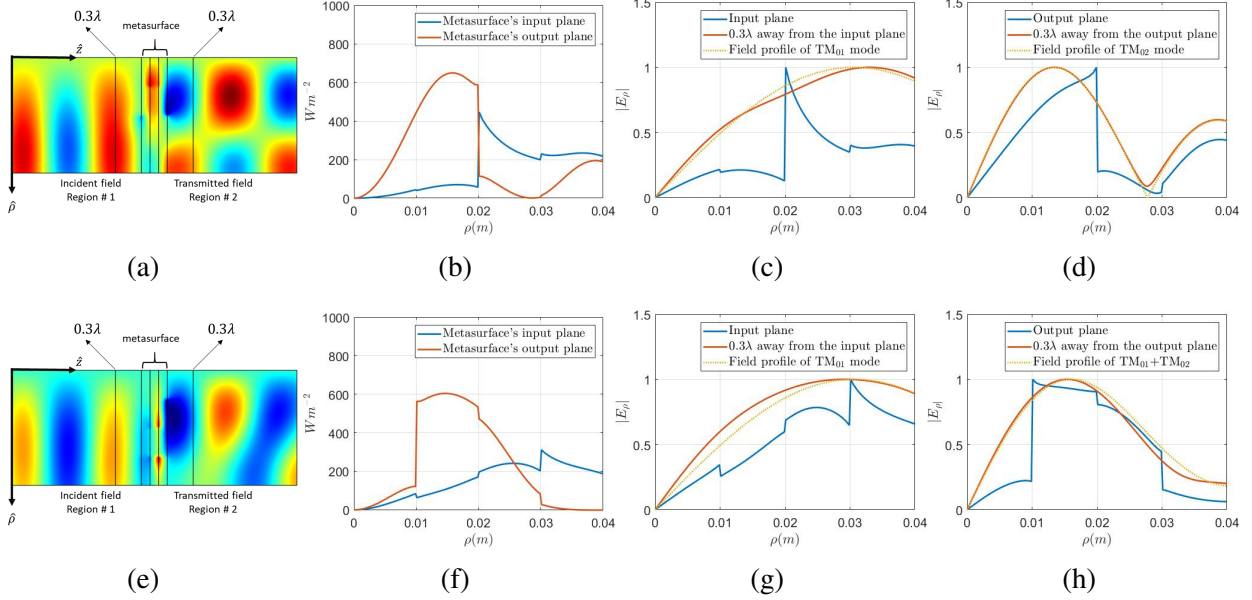 0.3λ
metasurface
0.3λ
ẑ
ρ̂
Incident field
Region # 1
Transmitted field
Region # 2
(a)
1000
800
600
400
200
0
W m⁻²
Metasurface's input plane
Metasurface's output plane
0 0.01 0.02 0.03 0.04
ρ(m)
(b)
1.5
1
0.5
0
|Eρ|
Input plane
0.3λ away from the input plane
Field profile of TM₀₁ mode
0 0.01 0.02 0.03 0.04
ρ(m)
(c)
1.5
1
0.5
0
|Eρ|
Output plane
0.3λ away from the output plane
Field profile of TM₀₂ mode
0 0.01 0.02 0.03 0.04
ρ(m)
(d)
0.3λ
metasurface
0.3λ
ẑ
ρ̂
Incident field
Region # 1
Transmitted field
Region # 2
(e)
1000
800
600
400
200
0
W m⁻²
Metasurface's input plane
Metasurface's output plane
0 0.01 0.02 0.03 0.04
ρ(m)
(f)
1.5
1
0.5
0
|Eρ|
Input plane
0.3λ away from the input plane
Field profile of TM₀₁ mode
0 0.01 0.02 0.03 0.04
ρ(m)
(g)
1.5
1
0.5
0
|Eρ|
Output plane
0.3λ away from the output plane
Field profile of TM₀₁+TM₀₂
0 0.01 0.02 0.03 0.04
ρ(m)
(h)